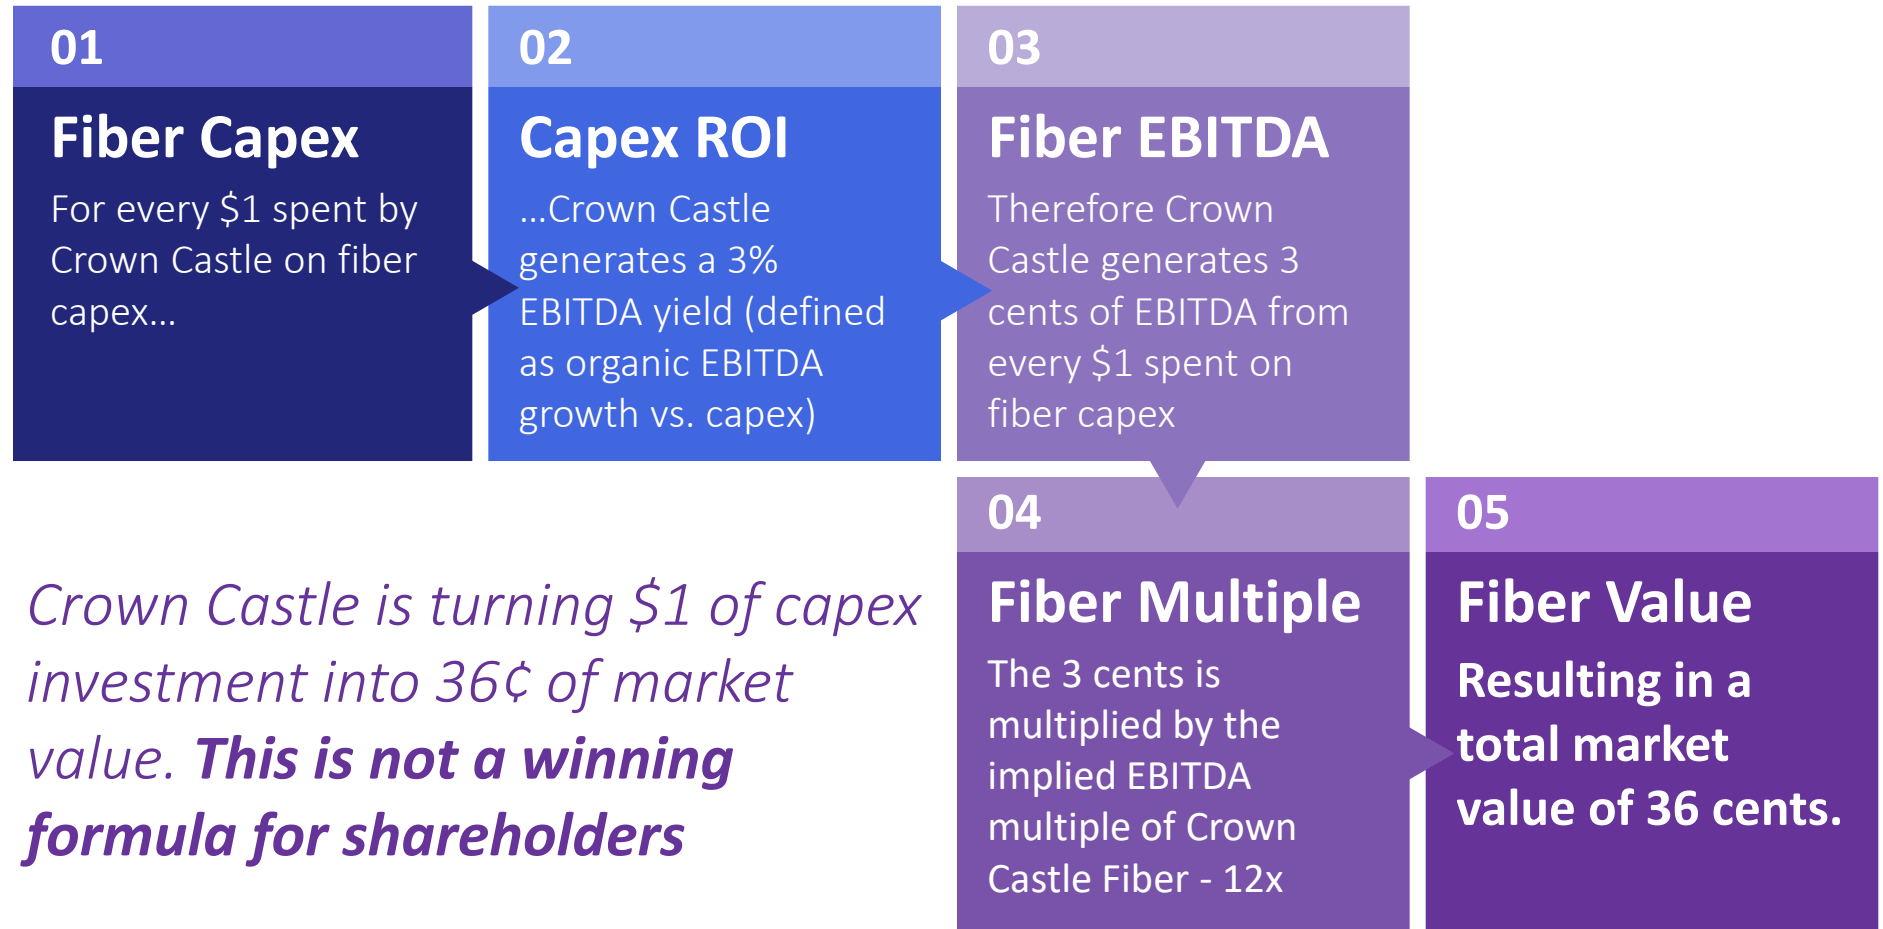 01
Fiber Capex
For every $1 spent by
Crown Castle on fiber
capex...
02
Capex ROI
...Crown Castle
generates a 3%
EBITDA yield (defined
as organic EBITDA
growth vs. capex)
03
Fiber EBITDA
Therefore Crown
Castle generates 3
cents of EBITDA from
every $1 spent on
fiber capex
04
Fiber Multiple
The 3 cents is
multiplied by the
implied EBITDA
multiple of Crown
Castle Fiber - 12x
05
Fiber Value
Resulting in a
total market
value of 36 cents.
Crown Castle is turning $1 of capex
investment into 36¢ of market
value. This is not a winning
formula for shareholders